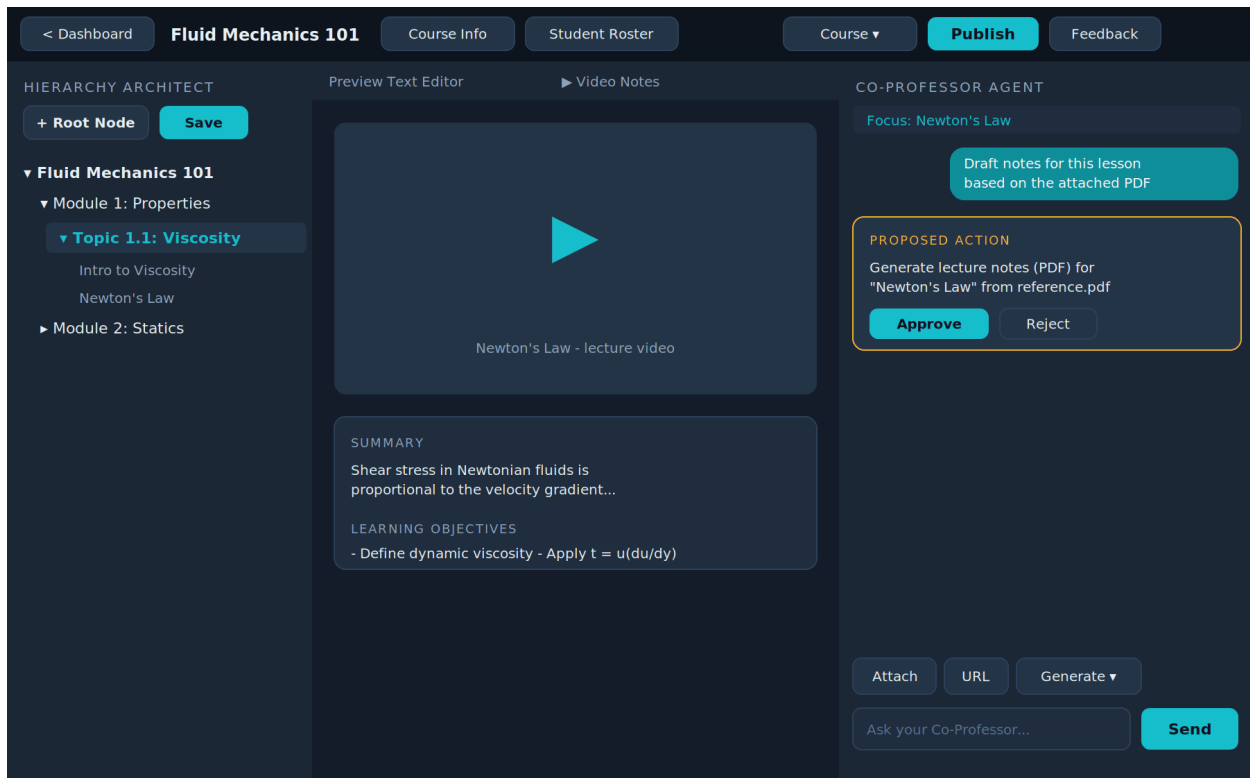 < Dashboard
Fluid Mechanics 101
Course Info
Student Roster
Course ▾
Publish
Feedback
HIERARCHY ARCHITECT
+ Root Node
Save
▾ Fluid Mechanics 101
▾ Module 1: Properties
▾ Topic 1.1: Viscosity
Intro to Viscosity
Newton's Law
▸ Module 2: Statics
Preview Text Editor
▶ Video Notes
Newton's Law - lecture video
SUMMARY
Shear stress in Newtonian fluids is
proportional to the velocity gradient...
LEARNING OBJECTIVES
- Define dynamic viscosity - Apply t = u(du/dy)
CO-PROFESSOR AGENT
Focus: Newton's Law
Draft notes for this lesson
based on the attached PDF
PROPOSED ACTION
Generate lecture notes (PDF) for
"Newton's Law" from reference.pdf
Approve
Reject
Attach
URL
Generate ▾
Ask your Co-Professor...
Send